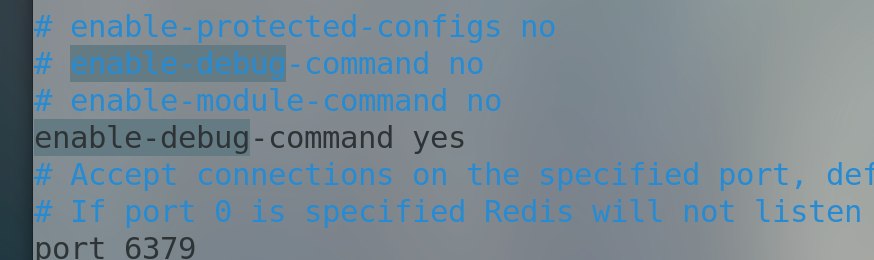 # enable-protected-configs no
# enable-debug-command no
# enable-module-command no
enable-debug-command yes
# Accept connections on the specified port, def
# If port 0 is specified Redis will not listen
port 6379